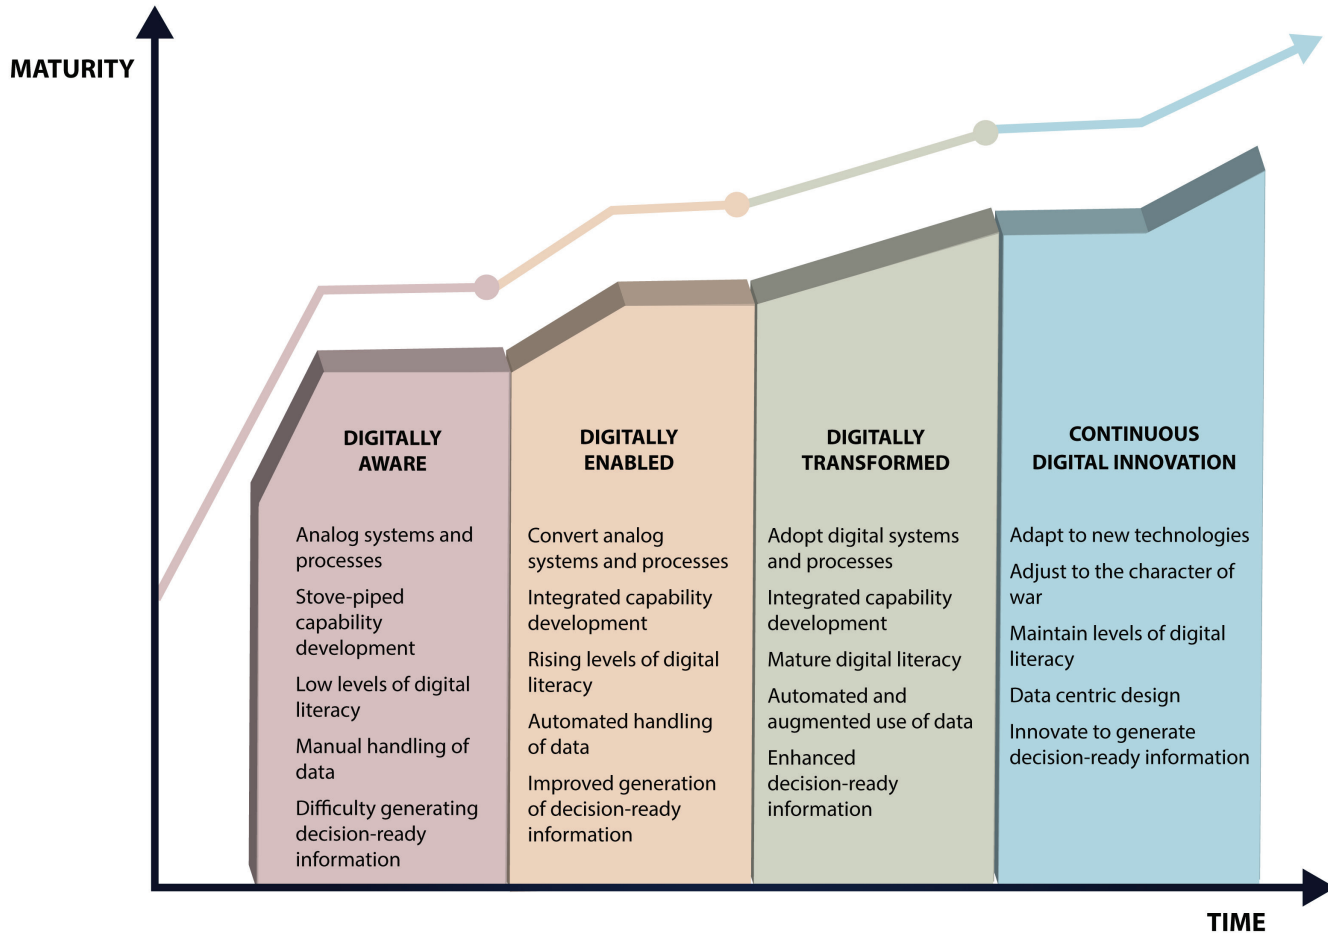 MATURITY
DIGITALLY
AWARE
Analog systems and
processes
Stove-piped
capability
development
Low levels of digital
literacy
Manual handling of
data
Difficulty generating
decision-ready
information
DIGITALLY
ENABLED
Convert analog
systems and processes
Integrated capability
development
Rising levels of digital
literacy
Automated handling
of data
Improved generation
of decision-ready
information
DIGITALLY
TRANSFORMED
Adopt digital systems
and processes
Integrated capability
development
Mature digital literacy
Automated and
augmented use of data
Enhanced
decision-ready
information
CONTINUOUS
DIGITAL INNOVATION
Adapt to new technologies
Adjust to the character of
war
Maintain levels of digital
literacy
Data centric design
Innovate to generate
decision-ready information
TIME